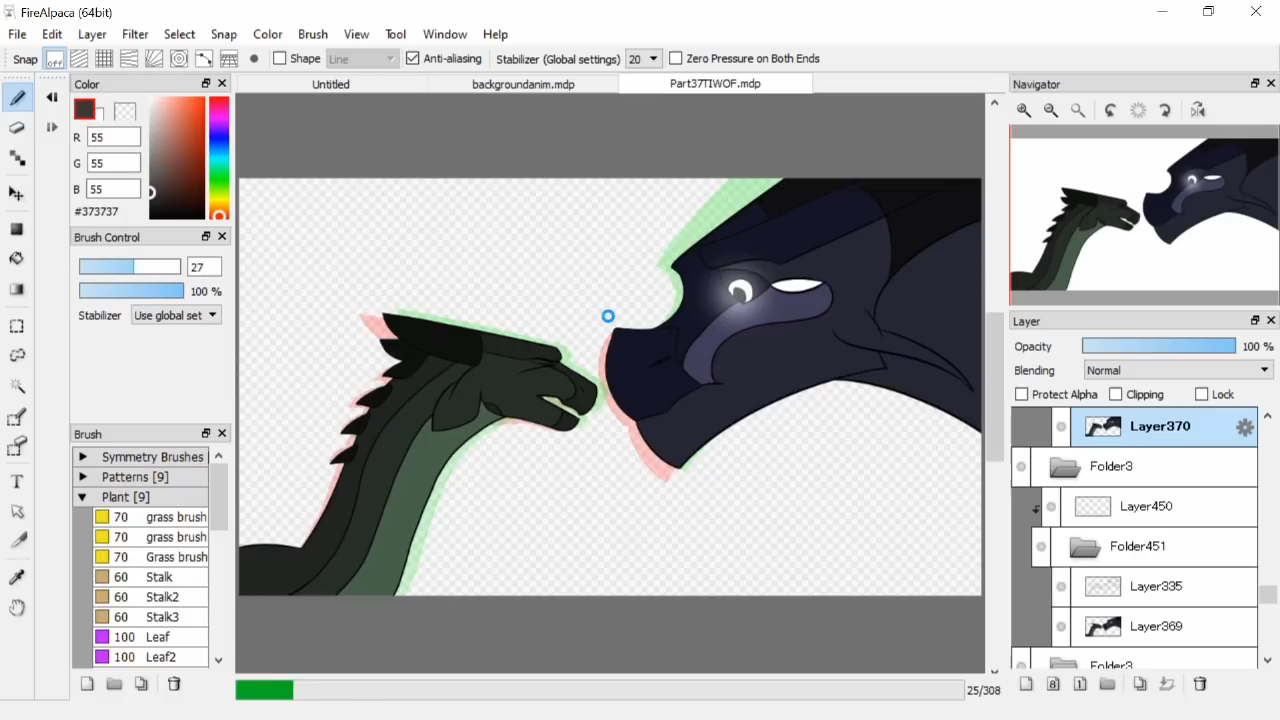 FireAlpaca (64bit)
File Edit Layer Filter Select Snap Color Brush View Tool Window Help
Snap off Shape Line Anti-aliasing Stabilizer (Global settings) 20 Zero Pressure on Both Ends
Color
Untitled backgroundanim.mdp Part37TIWOF.mdp
Navigator
R 55
G 55
B 55
#373737
Brush Control
27
100 %
Stabilizer Use global set
Brush
Symmetry Brushes
Patterns [9]
Plant [9]
70 grass brush
70 grass brush
70 Grass brush
60 Stalk
60 Stalk2
60 Stalk3
100 Leaf
100 Leaf2
25/308
Layer
Opacity 100 %
Blending Normal
Protect Alpha Clipping Lock
Layer370
Folder3
Layer450
Folder451
Layer335
Layer369
Folder3
T
8
1